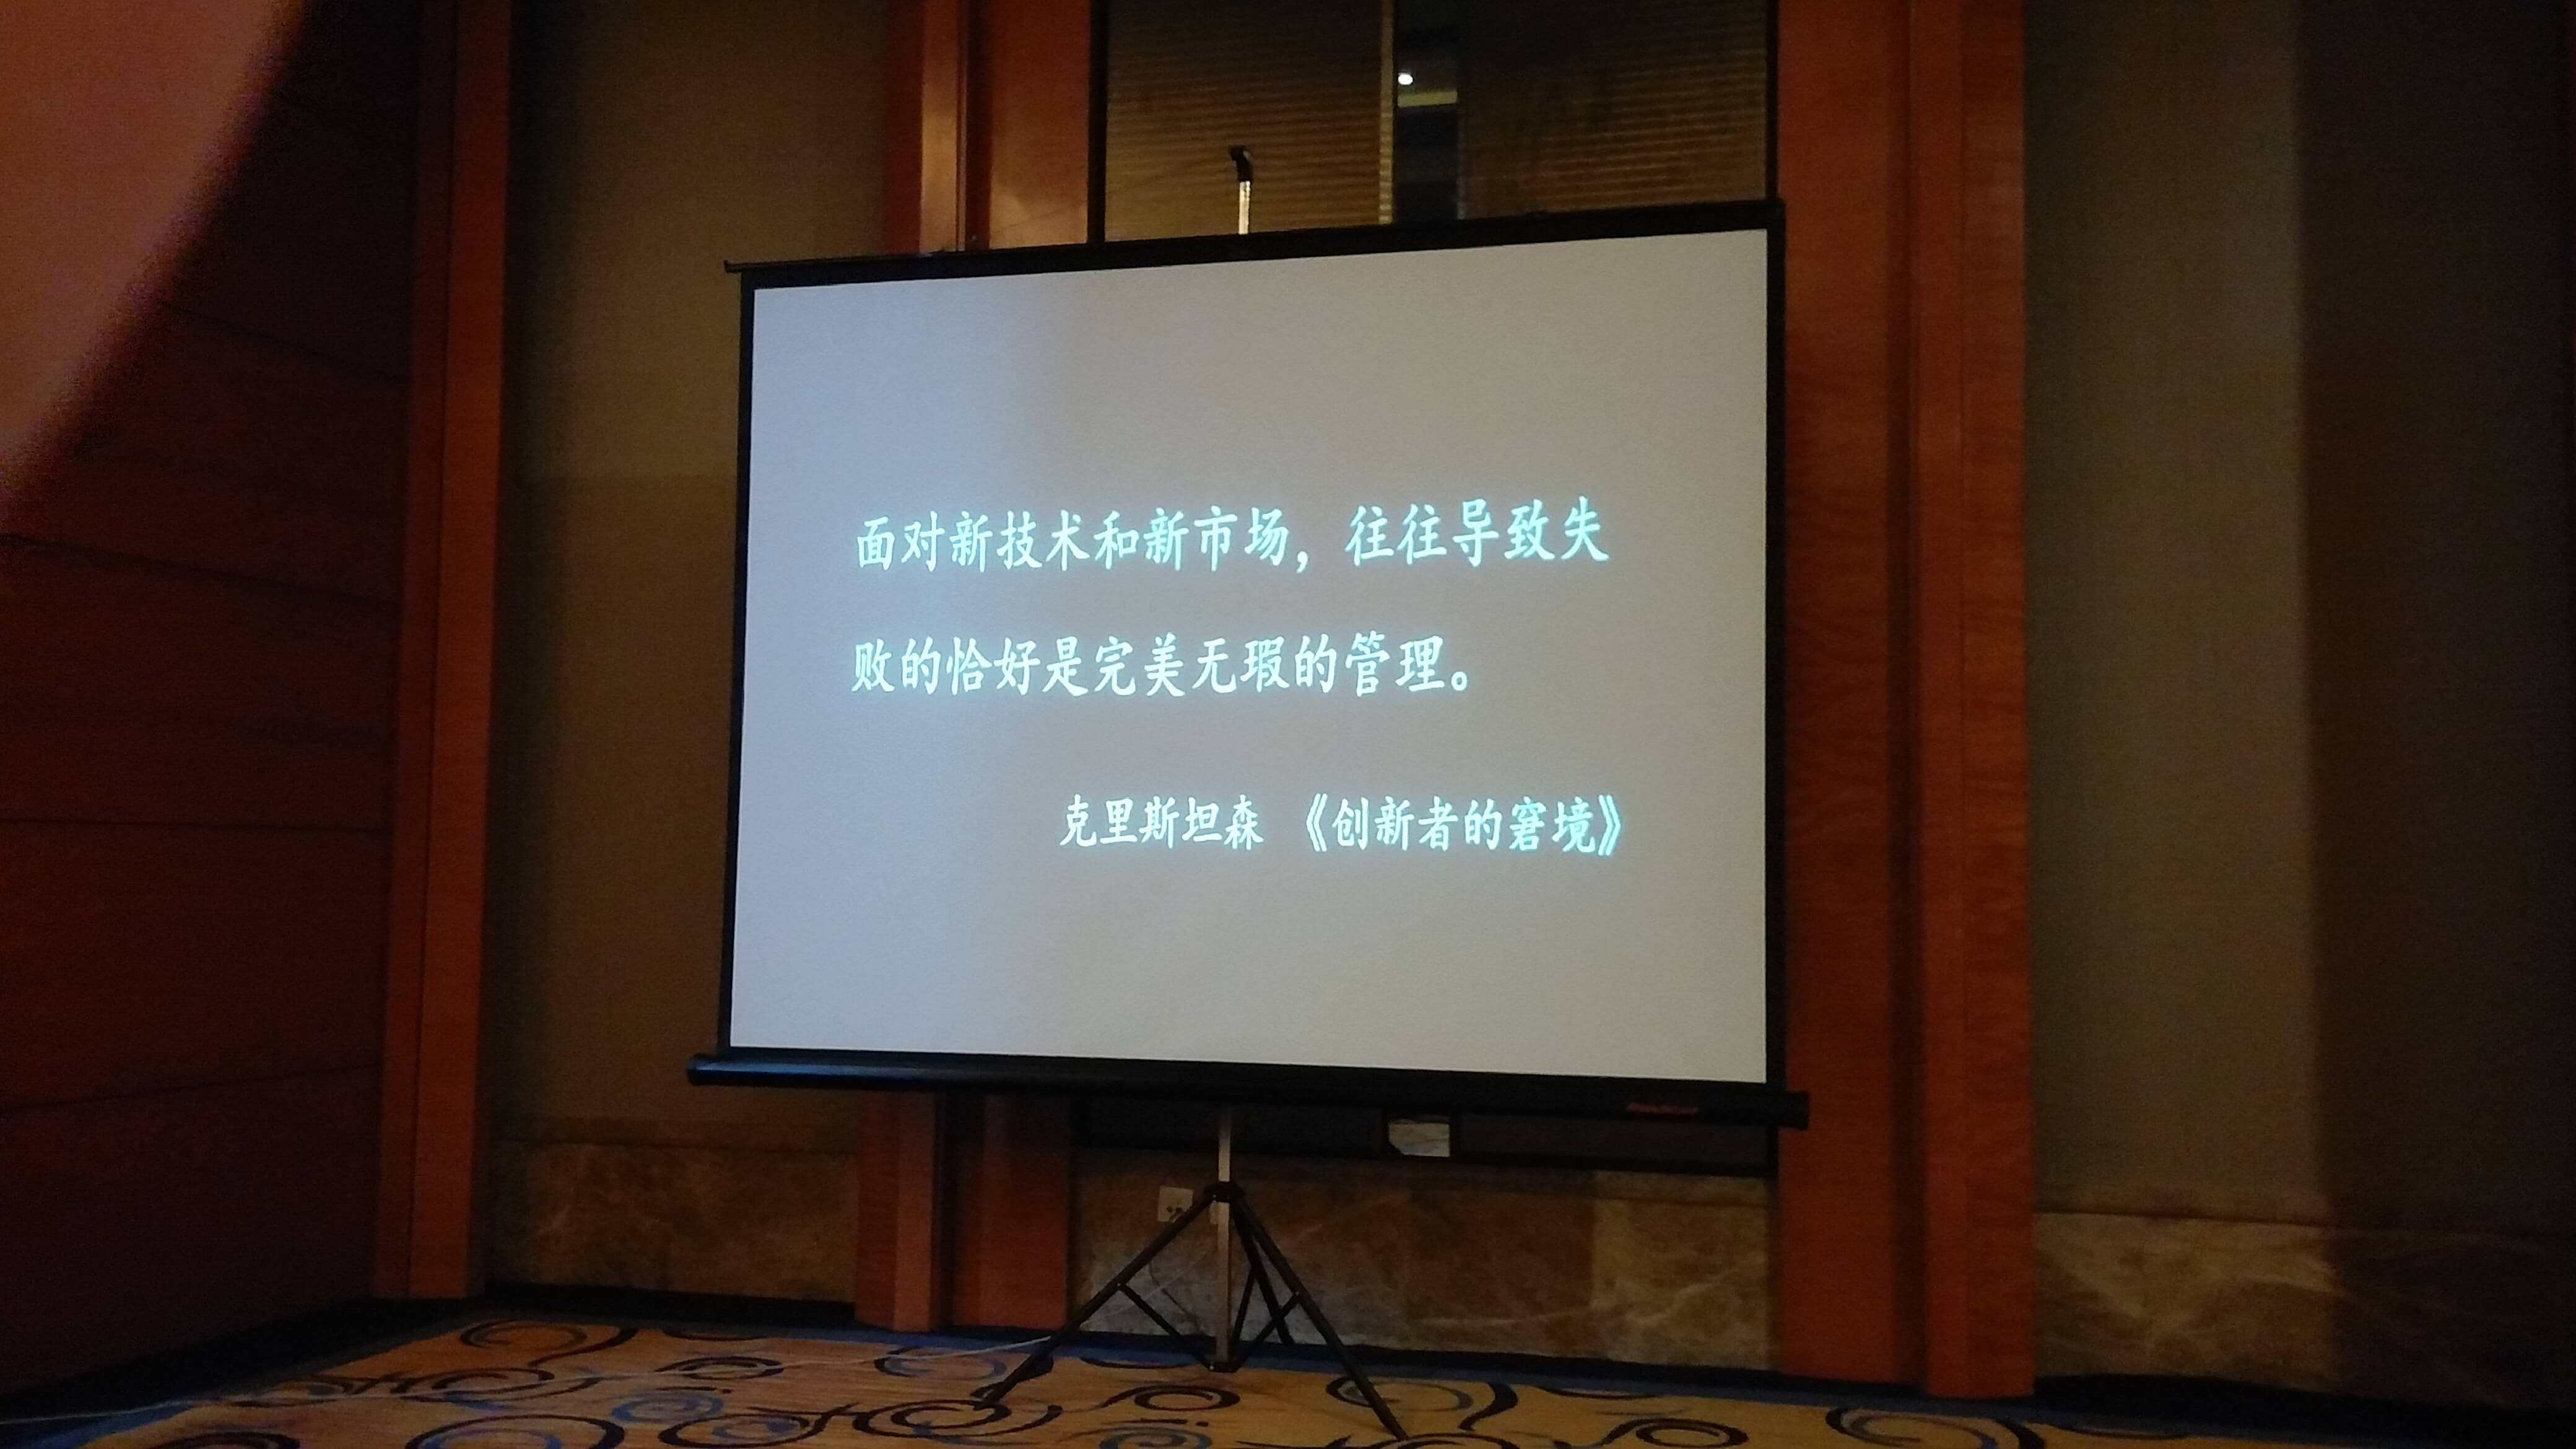 面对新技术和新市场，往往导致失
败的恰好是完美无瑕的管理。
克里斯坦森 《创新者的窘境》